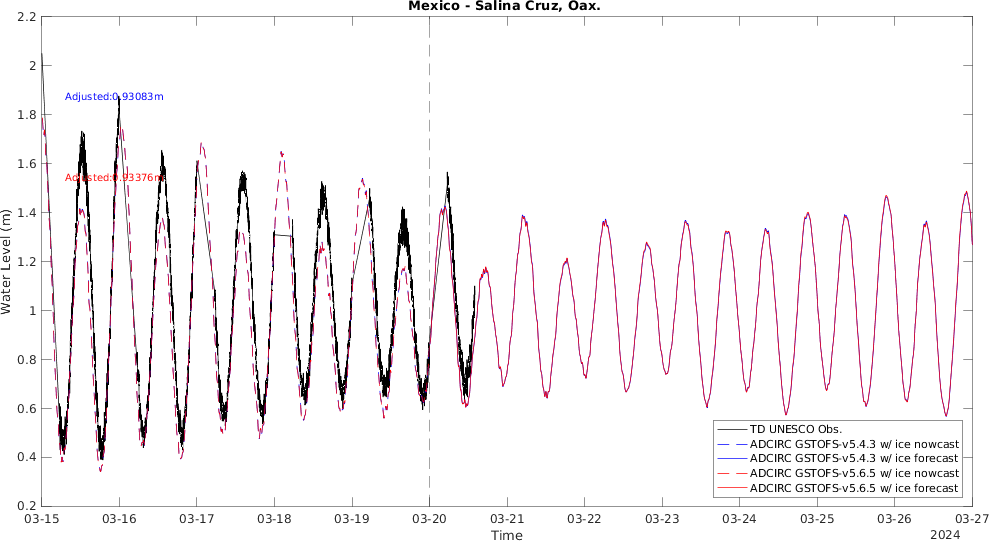 Mexico - Salina Cruz, Oax.
2.2
2
1.8
1.6
1.4
1.2
1
0.8
0.6
0.4
0.2
Water Level (m)
Adjusted:0.93083m
Adjusted:0.93376m
TD UNESCO Obs.
ADCIRC GSTOFS-v5.4.3 w/ ice nowcast
ADCIRC GSTOFS-v5.4.3 w/ ice forecast
ADCIRC GSTOFS-v5.6.5 w/ ice nowcast
ADCIRC GSTOFS-v5.6.5 w/ ice forecast
03-15 03-16 03-17 03-18 03-19 03-20 03-21 03-22 03-23 03-24 03-25 03-26 03-27
Time
2024